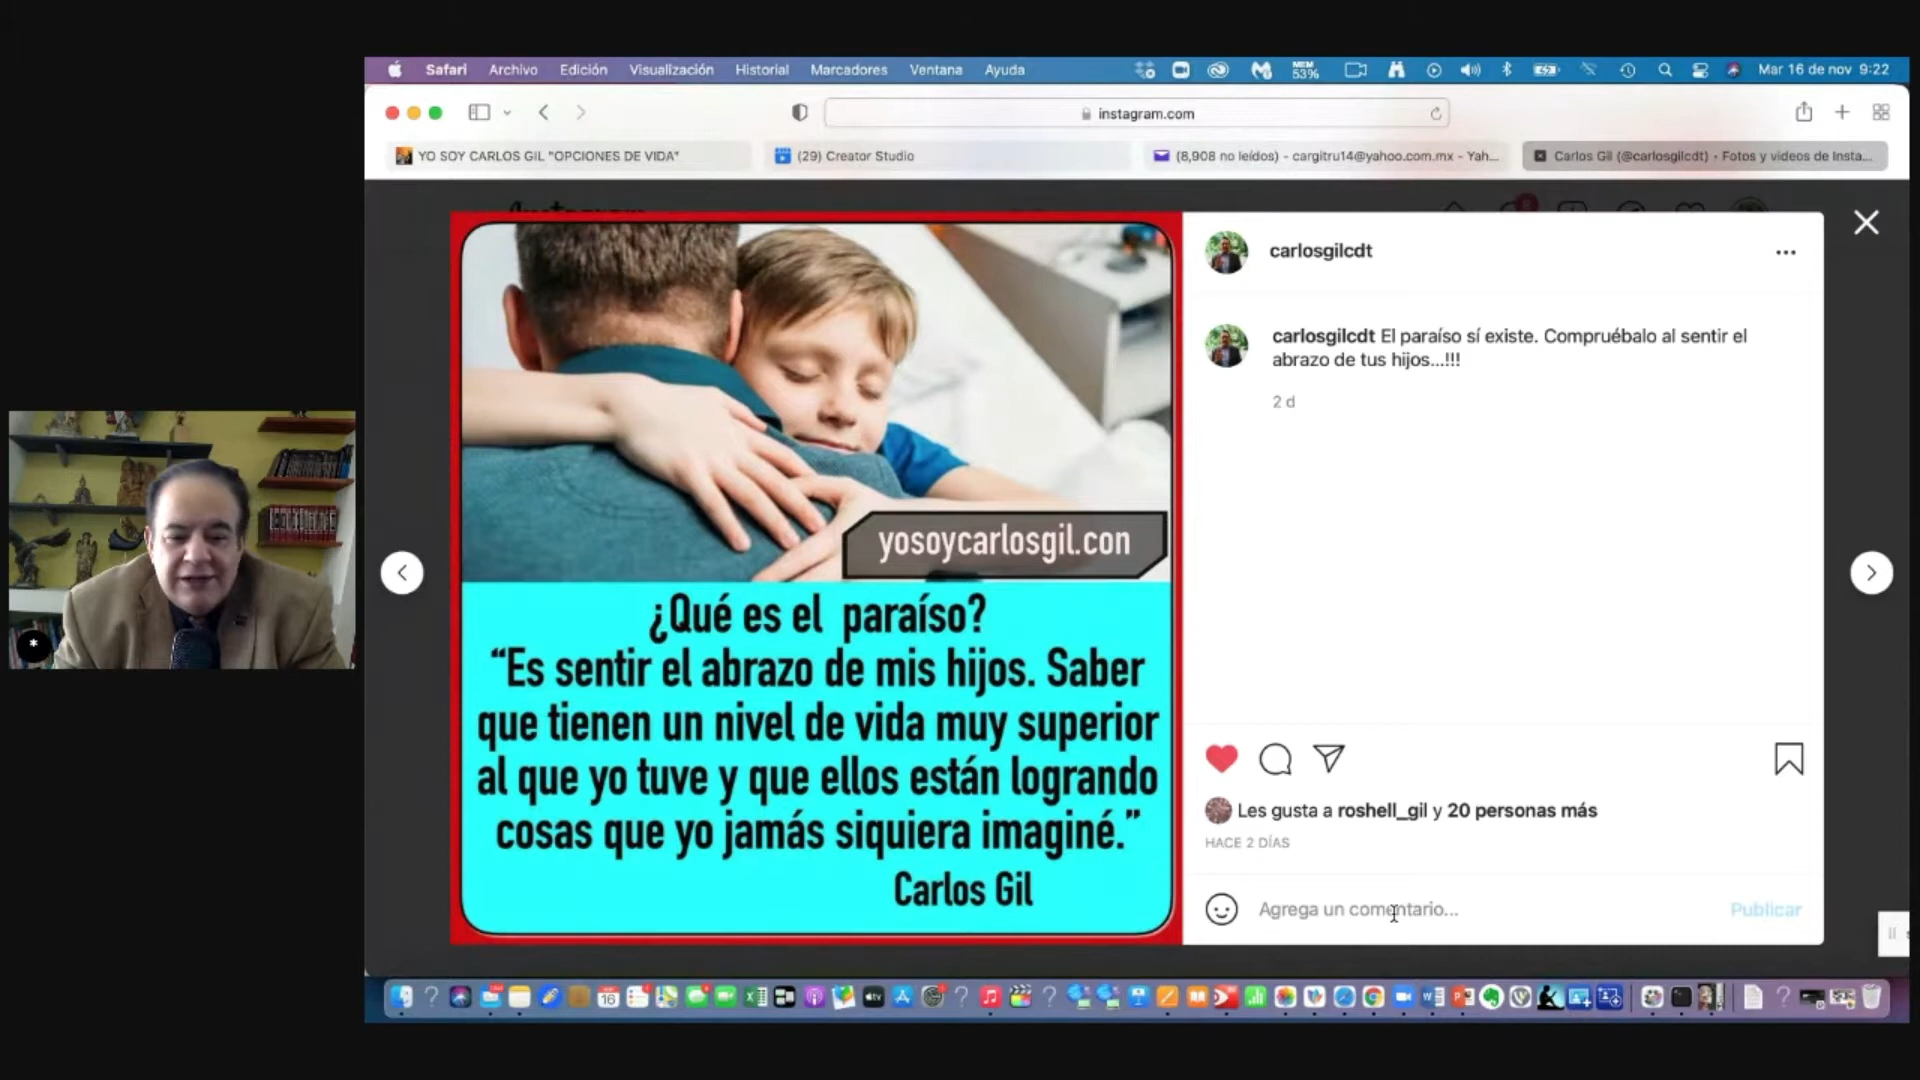 Safari Archivo Edición Visualización Historial Marcadores Ventana Ayuda MEM 53% Mar 16 de nov 9:22
instagram.com
YO SOY CARLOS GIL "OPCIONES DE VIDA" (29) Creator Studio (8,908 no leídos) - cargitru14@yahoo.com.mx - Yah... Carlos Gil (@carlosgilcdt) • Fotos y videos de Insta...
carlosgilcdt
carlosgilcdt El paraíso sí existe. Compruébalo al sentir el
abrazo de tus hijos...!!!
2 d
yosoycarlosgil.con
¿Qué es el paraíso?
“Es sentir el abrazo de mis hijos. Saber
que tienen un nivel de vida muy superior
al que yo tuve y que ellos están logrando
cosas que yo jamás siquiera imaginé.”
Carlos Gil
Les gusta a roshell_gil y 20 personas más
HACE 2 DÍAS
Agrega un comentario... Publicar
16